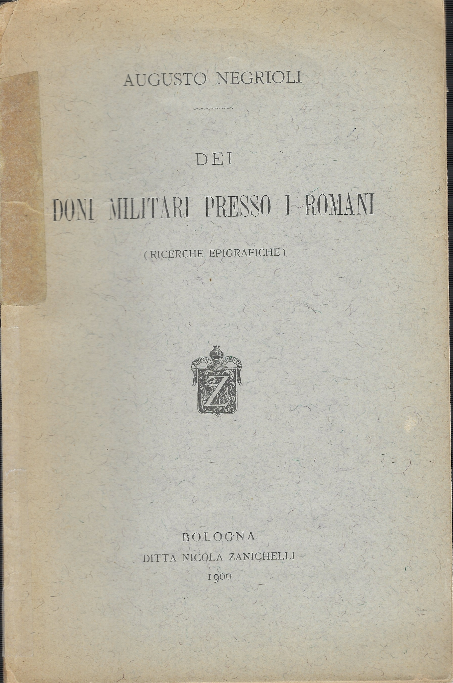 AUGUSTO NEGRIOLI
DEI
DONI MILITARI PRESSO I ROMANI
(RICERCHE EPIGRAFICHE)
Z
BOLOGNA
DITTA NICOLA ZANICHELLI
1900